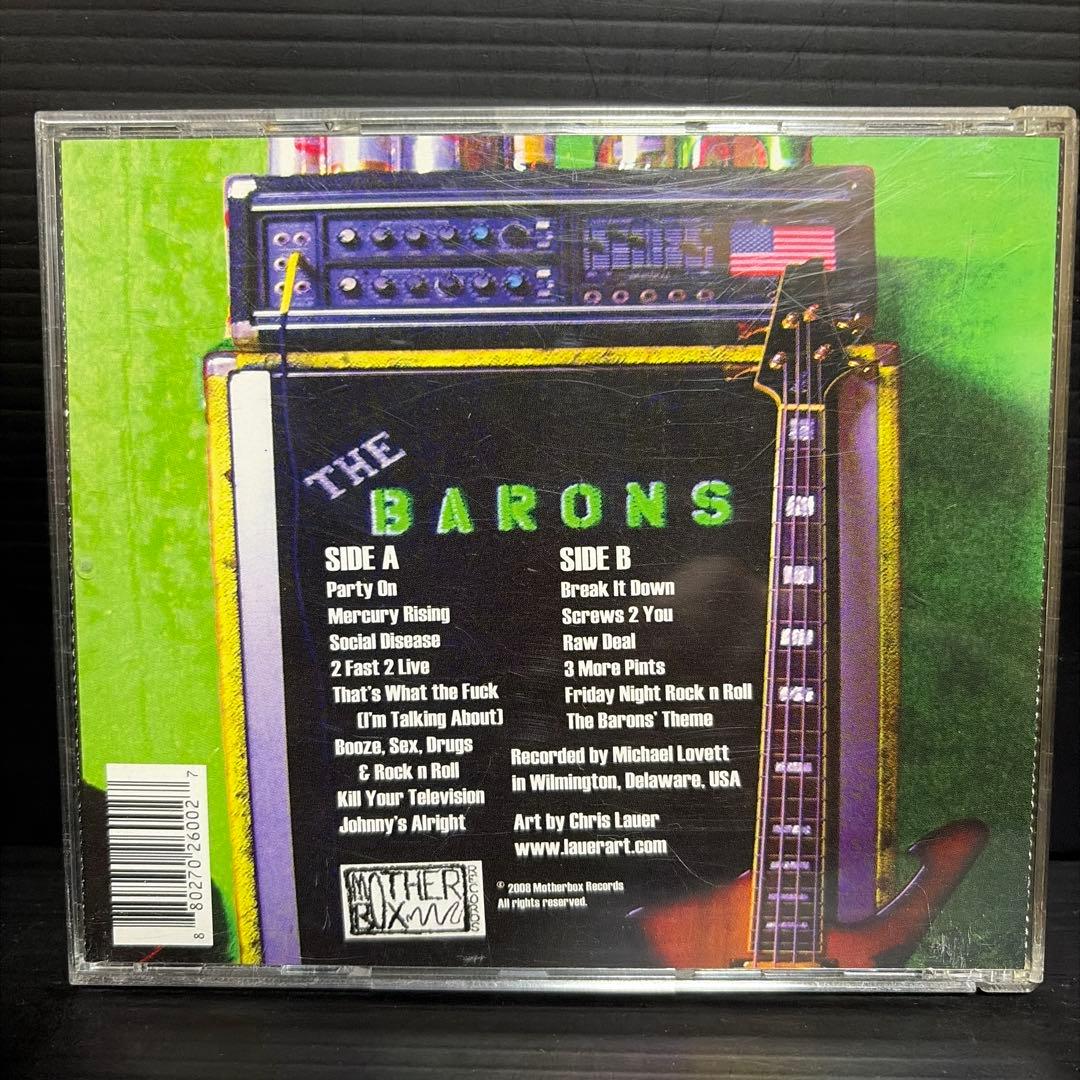 THE
BARONS
SIDE A
Party On
Mercury Rising
Social Disease
2 Fast 2 Live
That's What the Fuck
(I'm Talking About)
Booze, Sex, Drugs
& Rock n Roll
Kill Your Television
Johnny's Alright
SIDE B
Break It Down
Screws 2 You
Raw Deal
3 More Pints
Friday Night Rock n Roll
The Barons' Theme
Recorded by Michael Lovett
in Wilmington, Delaware, USA
Art by Chris Lauer
www.lauerart.com
© 2008 Motherbox Records
All rights reserved.
MOTHER
BOX
RECORDS
8 80270 26002 7